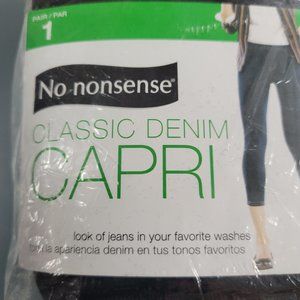 PAIR / PAR
1
No nonsense®
CLASSIC DENIM
CAPRI
look of jeans in your favorite washes
la apariencia denim en tus tonos favoritos